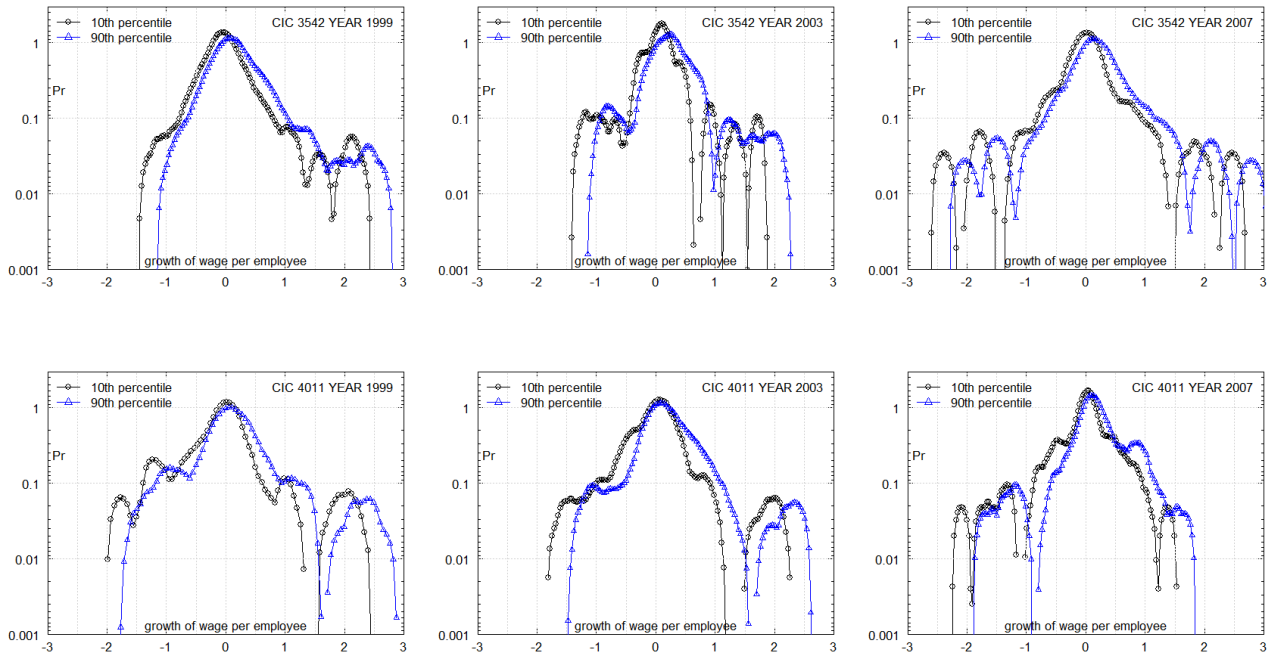 10th percentile CIC 3542 YEAR 1999
90th percentile
1
Pr
0.1
0.01
0.001
growth of wage per employee
-3 -2 -1 0 1 2 3
10th percentile CIC 3542 YEAR 2003
90th percentile
1
Pr
0.1
0.01
0.001
growth of wage per employee
-3 -2 -1 0 1 2 3
10th percentile CIC 3542 YEAR 2007
90th percentile
1
Pr
0.1
0.01
0.001
growth of wage per employee
-3 -2 -1 0 1 2 3
10th percentile CIC 4011 YEAR 1999
90th percentile
1
Pr
0.1
0.01
0.001
growth of wage per employee
-3 -2 -1 0 1 2 3
10th percentile CIC 4011 YEAR 2003
90th percentile
1
Pr
0.1
0.01
0.001
growth of wage per employee
-3 -2 -1 0 1 2 3
10th percentile CIC 4011 YEAR 2007
90th percentile
1
Pr
0.1
0.01
0.001
growth of wage per employee
-3 -2 -1 0 1 2 3